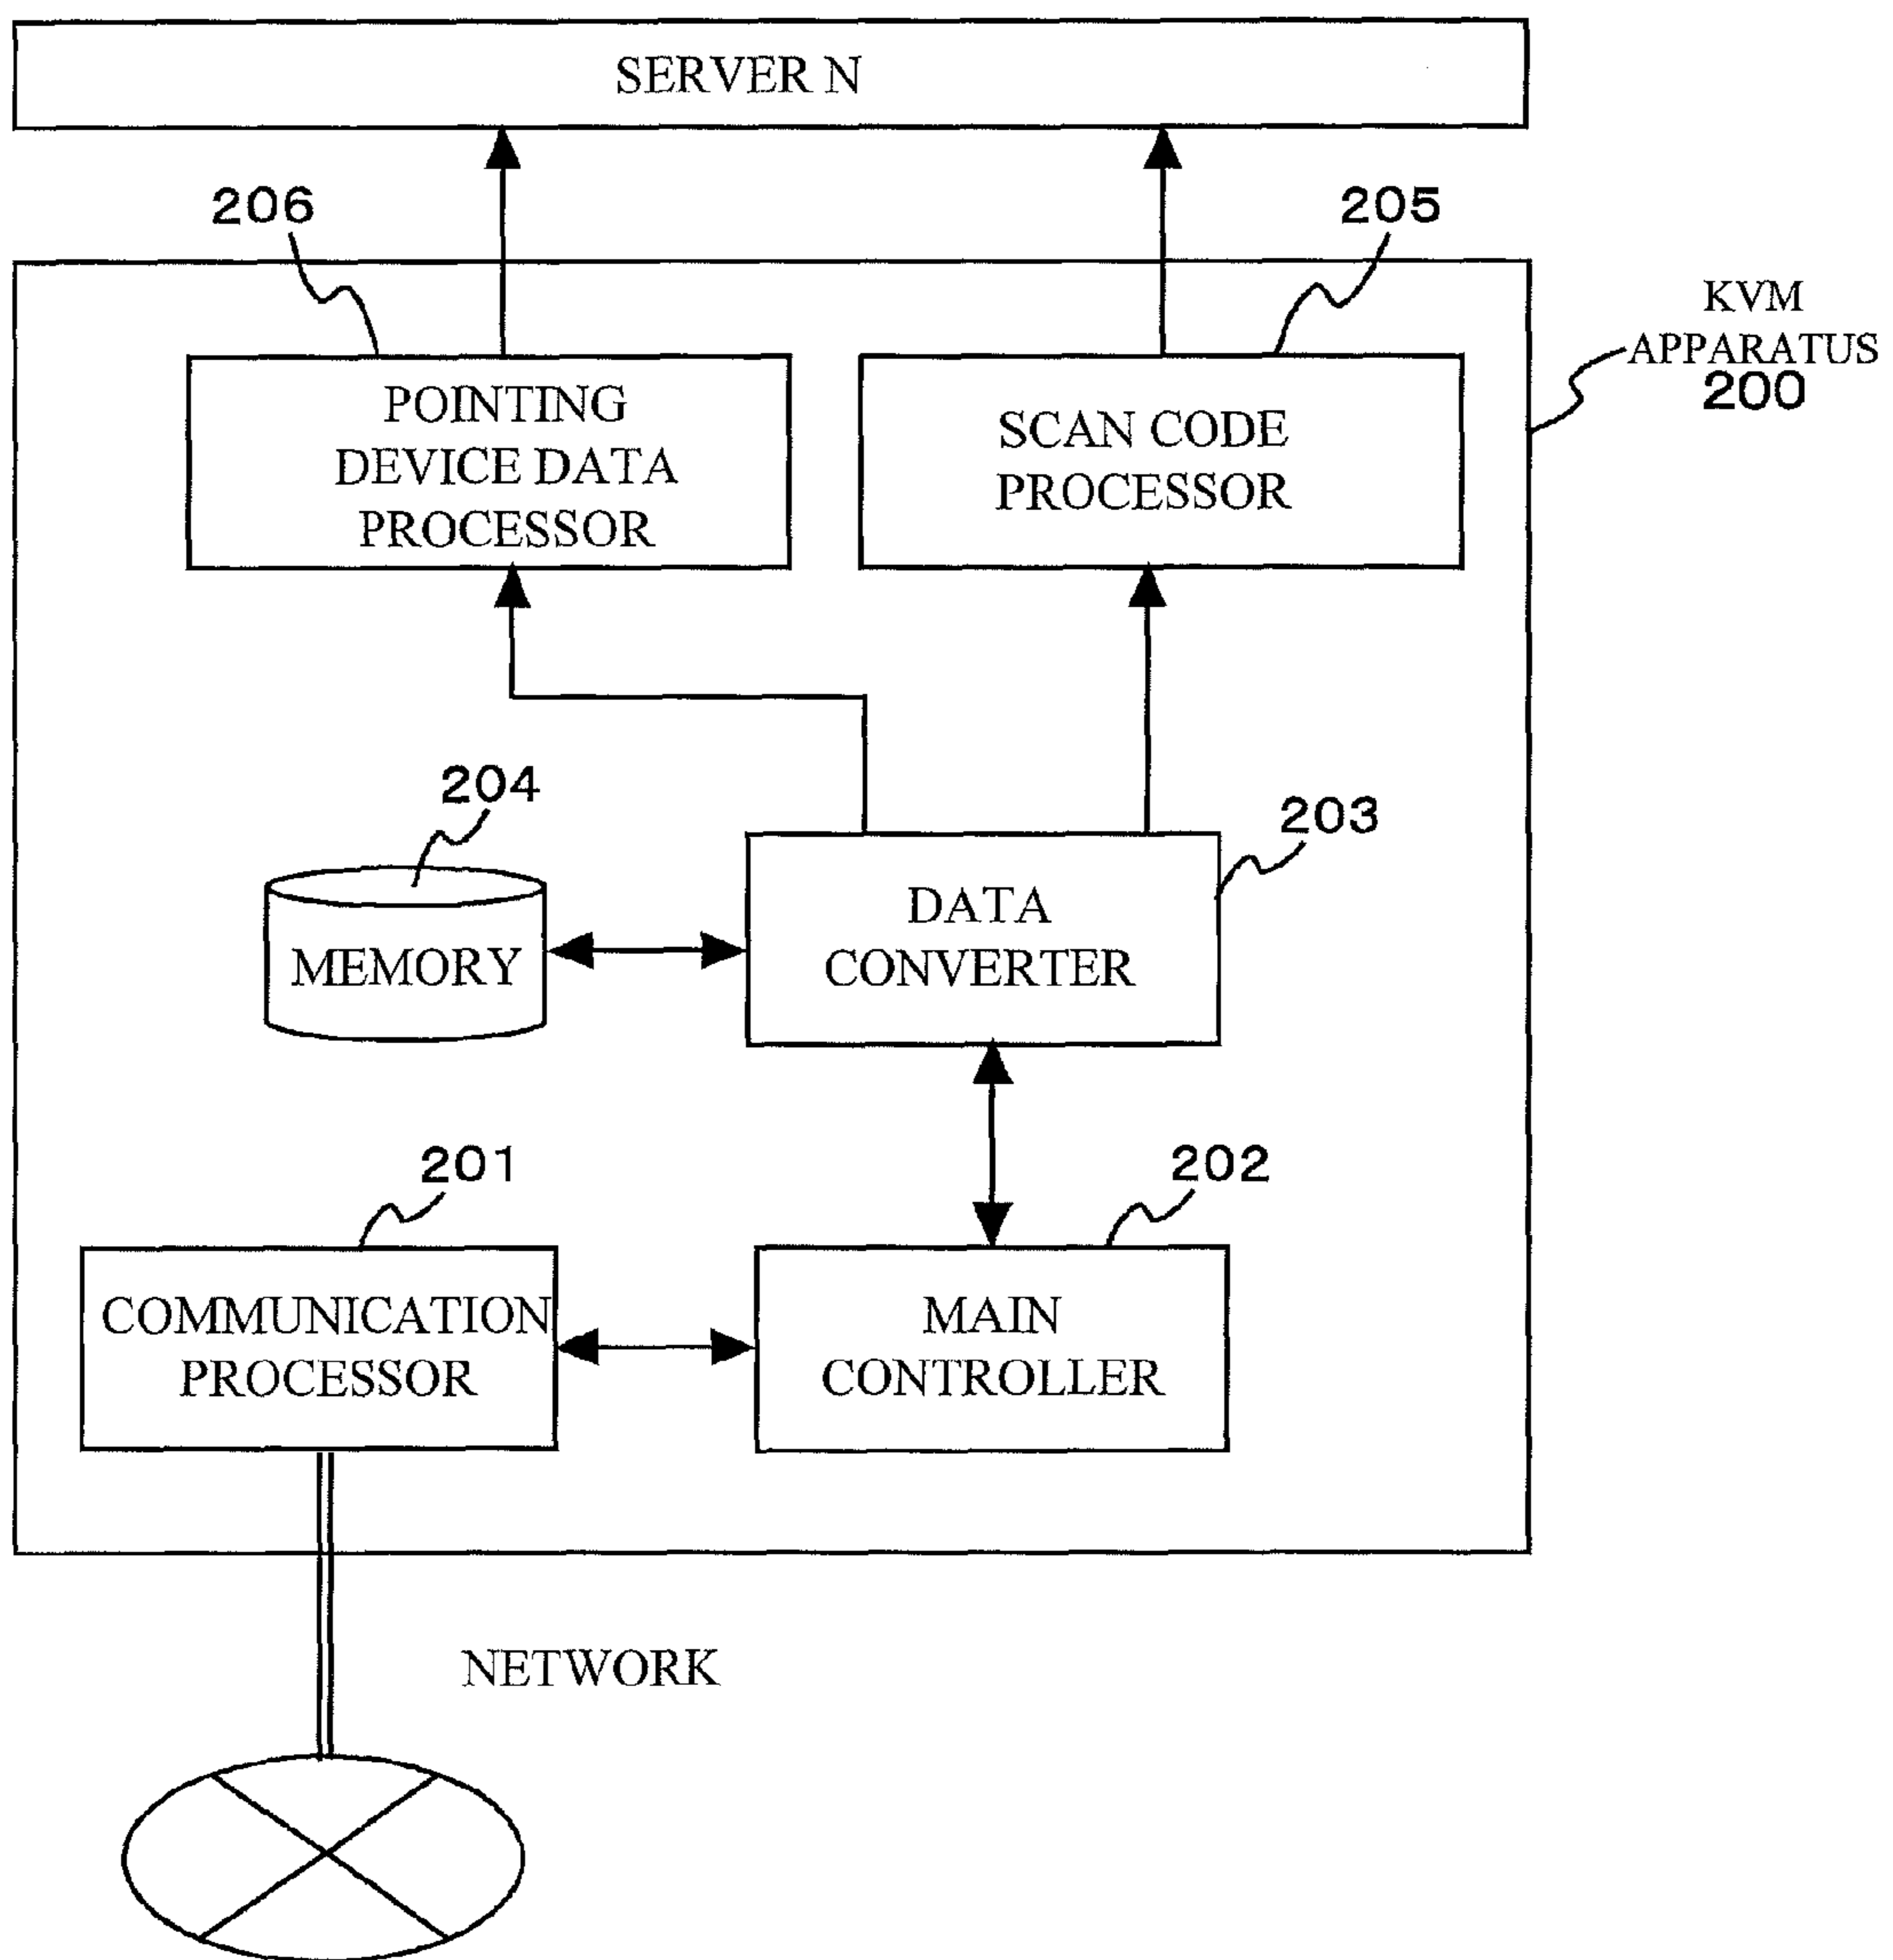 SERVER N
206
205
KVM
APPARATUS
200
POINTING
DEVICE DATA
PROCESSOR
SCAN CODE
PROCESSOR
204
203
MEMORY
DATA
CONVERTER
201
202
COMMUNICATION
PROCESSOR
MAIN
CONTROLLER
NETWORK